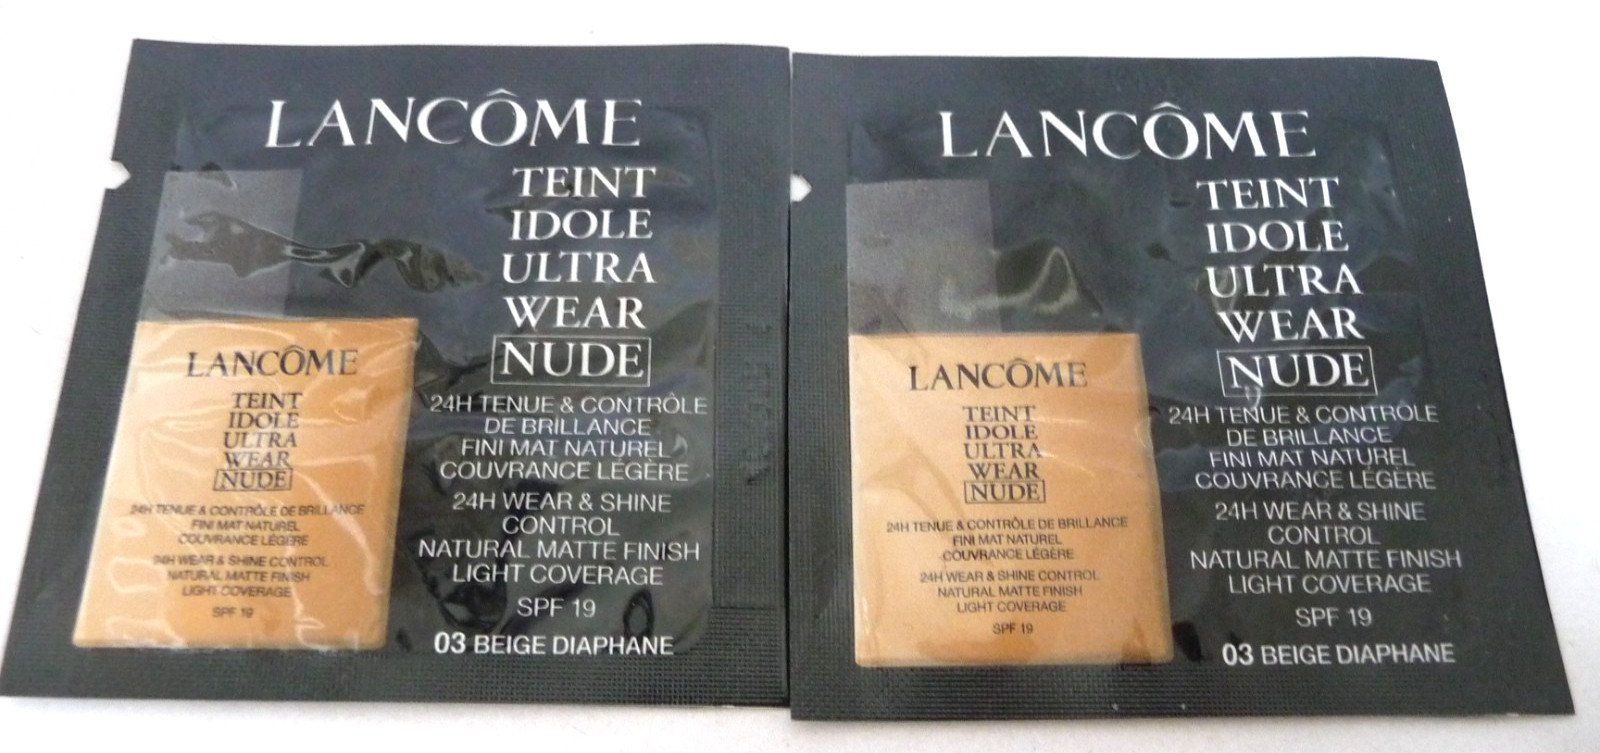 LANCÔME
TEINT
IDOLE
ULTRA
WEAR
NUDE
24H TENUE & CONTRÔLE
DE BRILLANCE
FINI MAT NATUREL
COUVRANCE LÉGÈRE
24H WEAR & SHINE
CONTROL
NATURAL MATTE FINISH
LIGHT COVERAGE
SPF 19
03 BEIGE DIAPHANE
LANCÔME
TEINT
IDOLE
ULTRA
WEAR
NUDE
24H TENUE & CONTRÔLE DE BRILLANCE
FINI MAT NATUREL
COUVRANCE LÉGÈRE
24H WEAR & SHINE CONTROL
NATURAL MATTE FINISH
LIGHT COVERAGE
SPF 19
LANCÔME
TEINT
IDOLE
ULTRA
WEAR
NUDE
24H TENUE & CONTRÔLE
DE BRILLANCE
FINI MAT NATUREL
COUVRANCE LÉGÈRE
24H WEAR & SHINE
CONTROL
NATURAL MATTE FINISH
LIGHT COVERAGE
SPF 19
03 BEIGE DIAPHANE
LANCÔME
TEINT
IDOLE
ULTRA
WEAR
NUDE
24H TENUE & CONTRÔLE DE BRILLANCE
FINI MAT NATUREL
COUVRANCE LÉGÈRE
24H WEAR & SHINE CONTROL
NATURAL MATTE FINISH
LIGHT COVERAGE
SPF 19